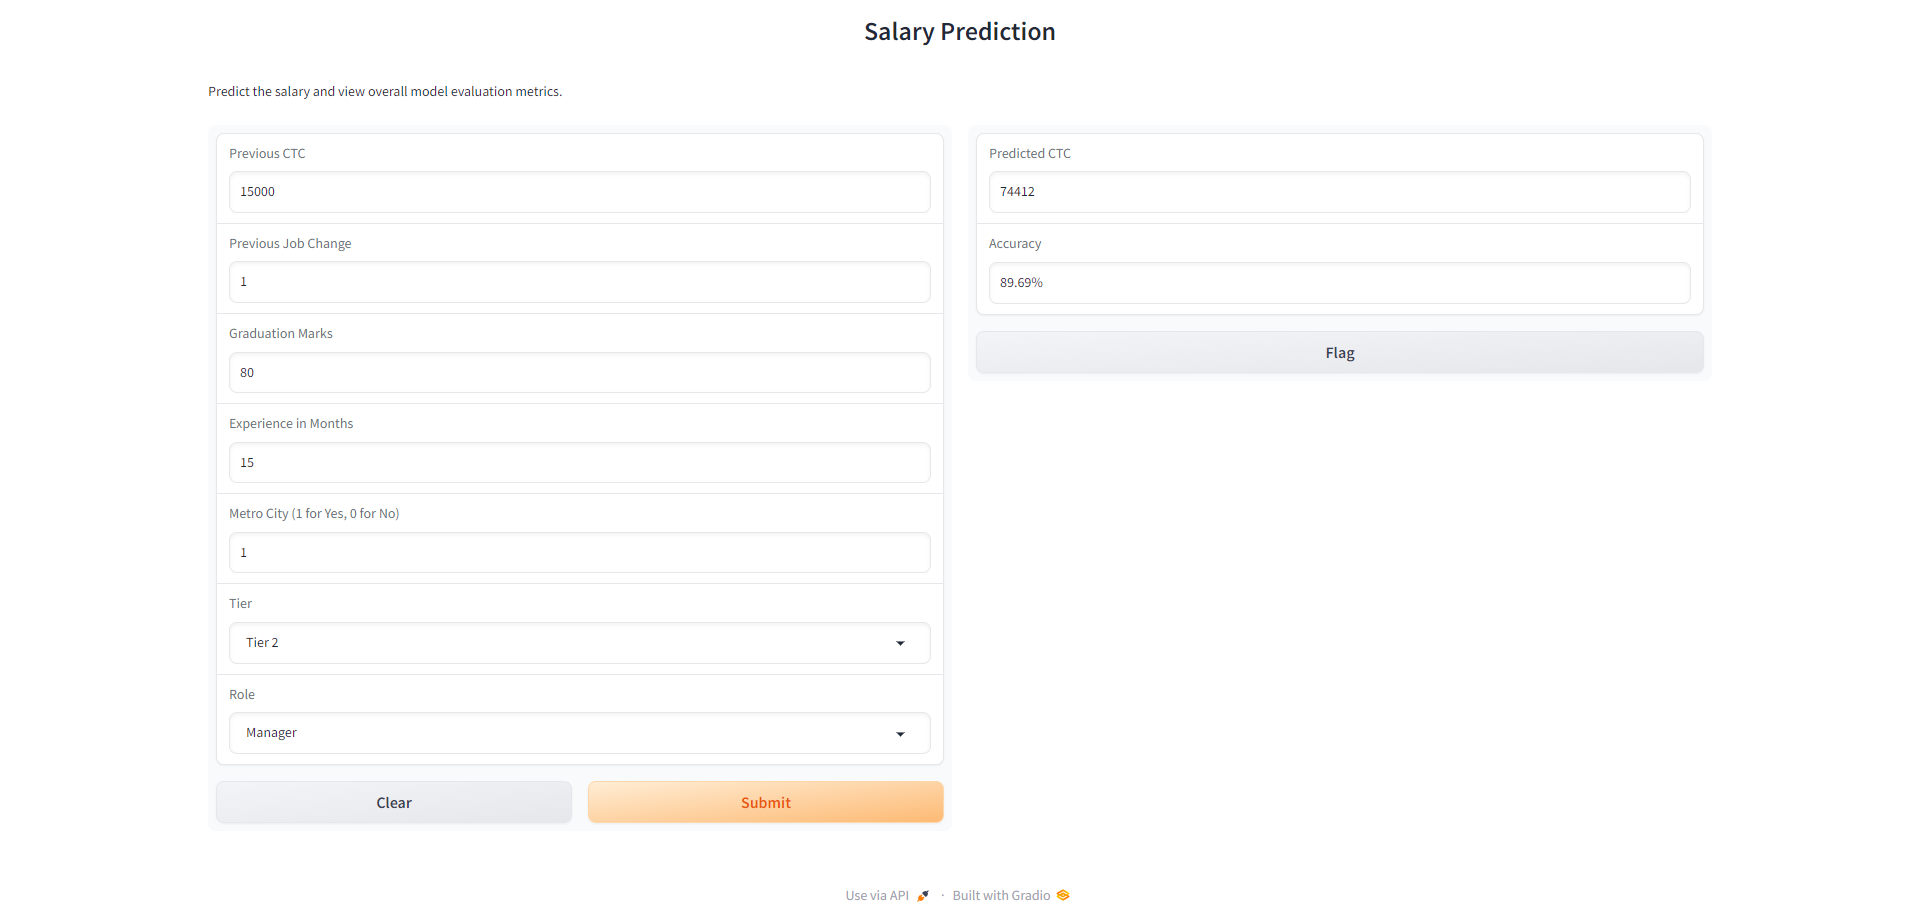 Salary Prediction
Predict the salary and view overall model evaluation metrics.
Previous CTC
15000
Previous Job Change
1
Graduation Marks
80
Experience in Months
15
Metro City (1 for Yes, 0 for No)
1
Tier
Tier 2
Role
Manager
Clear
Submit
Predicted CTC
74412
Accuracy
89.69%
Flag
Use via API · Built with Gradio